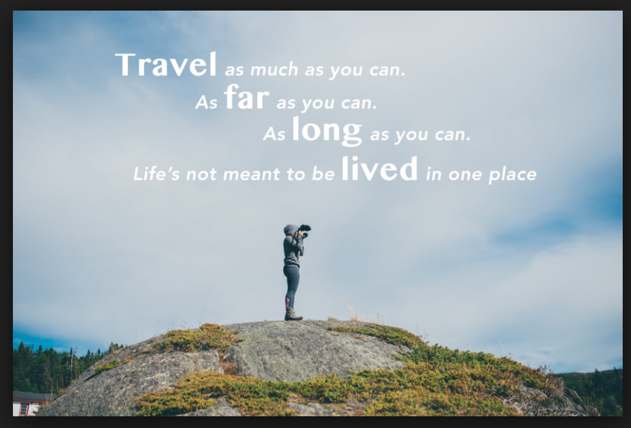 Travel as much as you can.
As far as you can.
As long as you can.
Life's not meant to be lived in one place